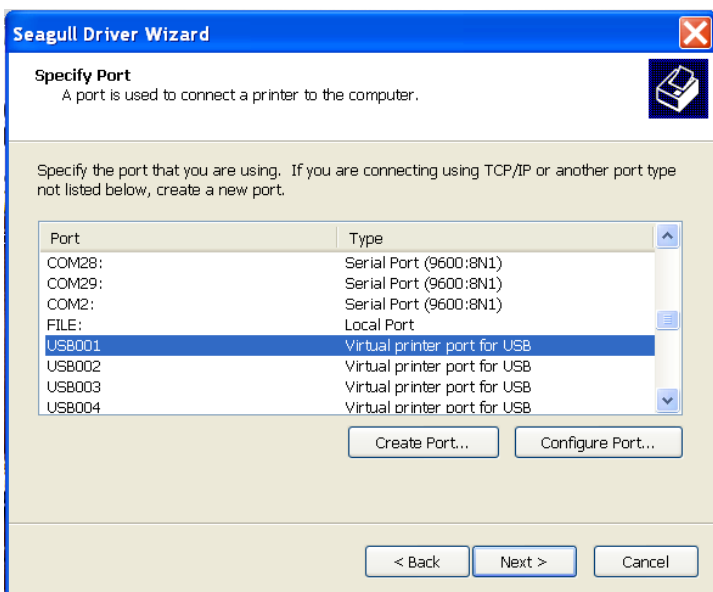 Seagull Driver Wizard
Specify Port
A port is used to connect a printer to the computer.
Specify the port that you are using. If you are connecting using TCP/IP or another port type
not listed below, create a new port.
Port Type
COM28: Serial Port (9600:8N1)
COM29: Serial Port (9600:8N1)
COM2: Serial Port (9600:8N1)
FILE: Local Port
USB001 Virtual printer port for USB
USB002 Virtual printer port for USB
USB003 Virtual printer port for USB
USB004 Virtual printer port for USB
Create Port... Configure Port...
< Back Next > Cancel